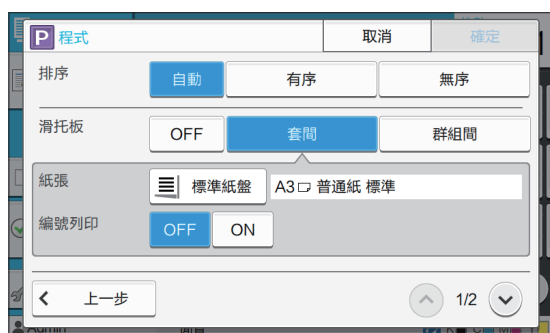 P 程式 取消 確定
排序 自動 有序 無序
滑托板 OFF 套間 群組間
紙張 標準紙盤 A3 普通紙 標準
編號列印 OFF ON
上一步 1/2
Admin